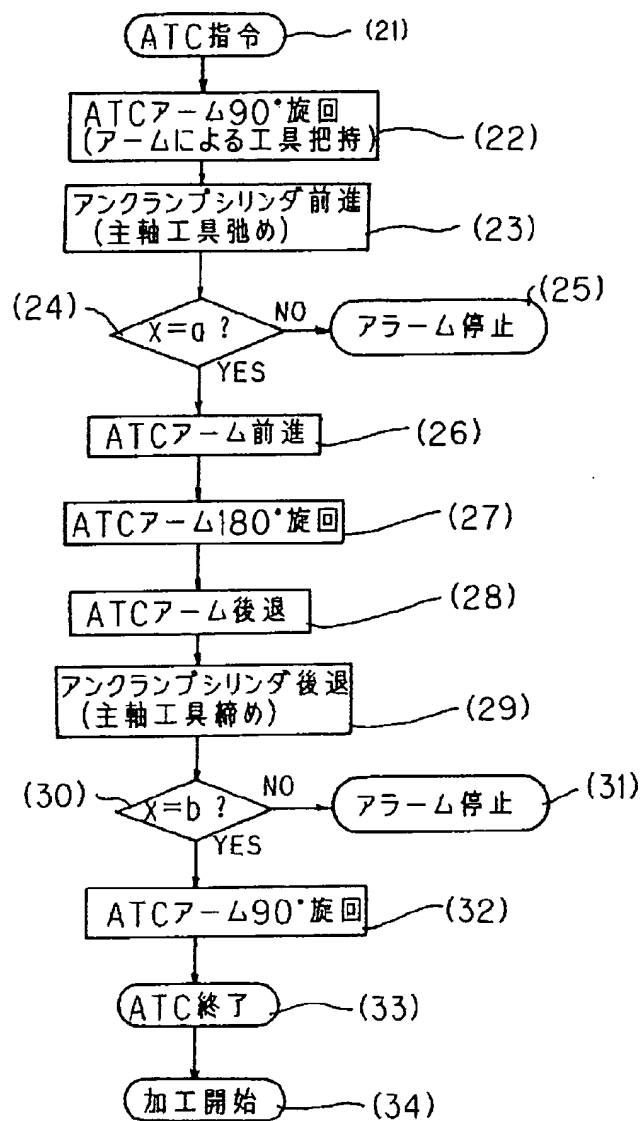 ATC指令
(21)
ATCアーム90°旋回
(アームによる工具把持)
(22)
アンクランプシリンダ前進
(主軸工具弛め)
(23)
(24)
x=a?
NO
アラーム停止
(25)
YES
ATCアーム前進
(26)
ATCアーム180°旋回
(27)
ATCアーム後退
(28)
アンクランプシリンダ後退
(主軸工具締め)
(29)
(30)
x=b?
NO
アラーム停止
(31)
YES
ATCアーム90°旋回
(32)
ATC終了
(33)
加工開始
(34)